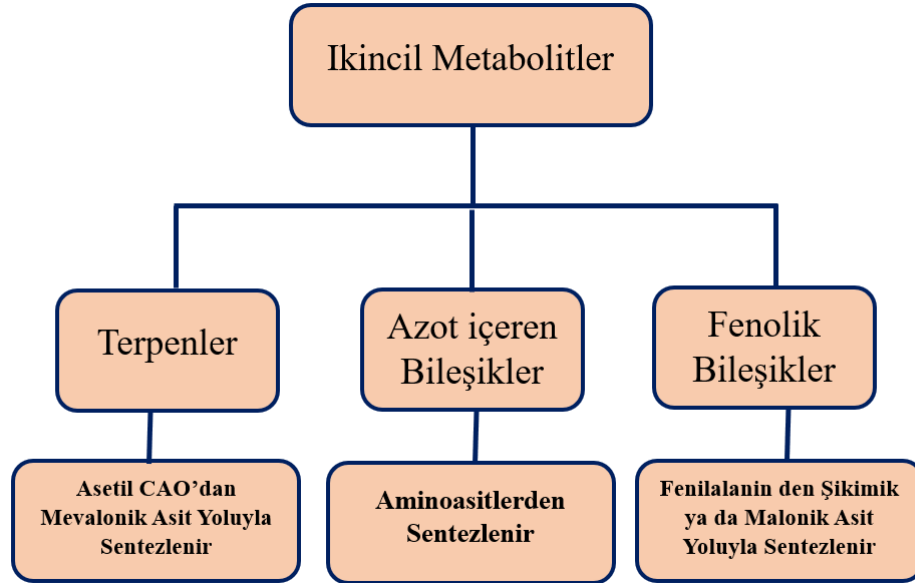 Ikincil Metabolitler
Terpenler
Azot içeren
Bileşikler
Fenolik
Bileşikler
Asetil CAO’dan
Mevalonik Asit Yoluyla
Sentezlenir
Aminoasitlerden
Sentezlenir
Fenilalanin den Şikimik
ya da Malonik Asit
Yoluyla Sentezlenir